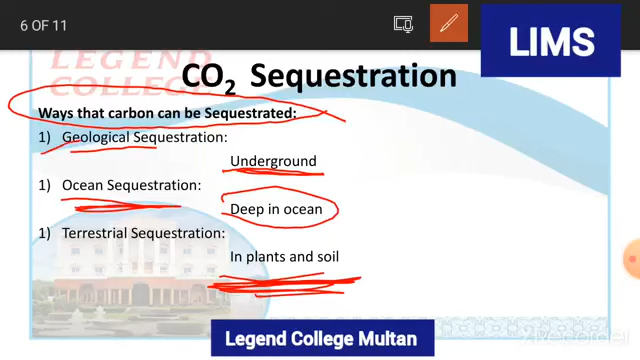 6 OF 11
LIMS
LEGEND
COLLEGE
CO2 Sequestration
Ways that carbon can be Sequestrated:
1) Geological Sequestration:
Underground
1) Ocean Sequestration:
Deep in ocean
1) Terrestrial Sequestration:
In plants and soil
Legend College Multan